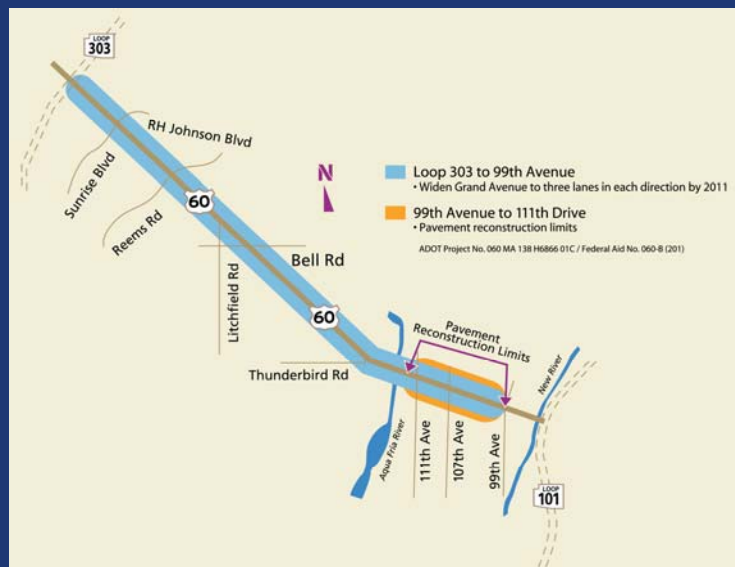 LOOP
303
RH Johnson Blvd
Sunrise Blvd
Reems Rd
60
N
Loop 303 to 99th Avenue
• Widen Grand Avenue to three lanes in each direction by 2011
99th Avenue to 111th Drive
• Pavement reconstruction limits
ADOT Project No. 060 MA 138 H6866 01C / Federal Aid No. 060-B (201)
Bell Rd
Litchfield Rd
60
Pavement
Reconstruction Limits
Thunderbird Rd
New River
Aqua Fria River
111th Ave
107th Ave
99th Ave
LOOP
101